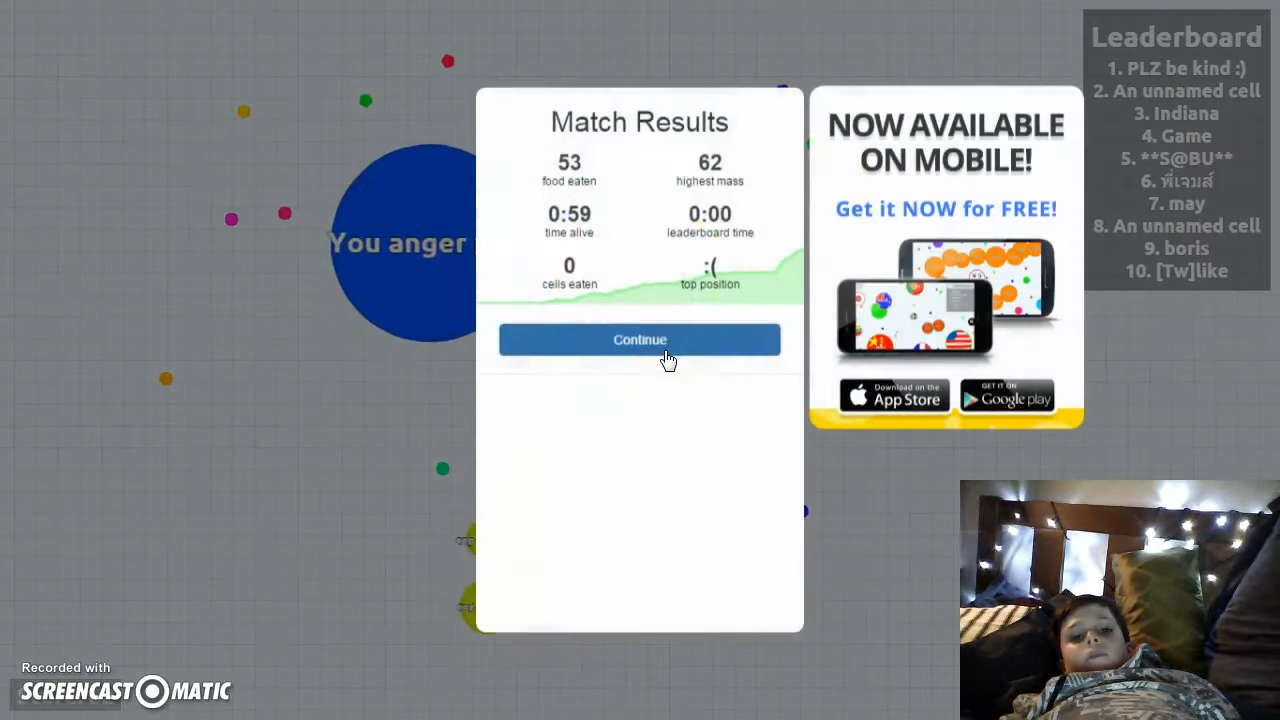 You anger
Match Results
53
food eaten
62
highest mass
0:59
time alive
0:00
leaderboard time
0
cells eaten
:(
top position
Continue
NOW AVAILABLE
ON MOBILE!
Get it NOW for FREE!
Download on the
App Store
GET IT ON
Google play
Leaderboard
1. PLZ be kind :)
2. An unnamed cell
3. Indiana
4. Game
5. **S@BU**
6. พี่เจมส์
7. may
8. An unnamed cell
9. boris
10. [Tw]like
Recorded with
SCREENCAST O MATIC